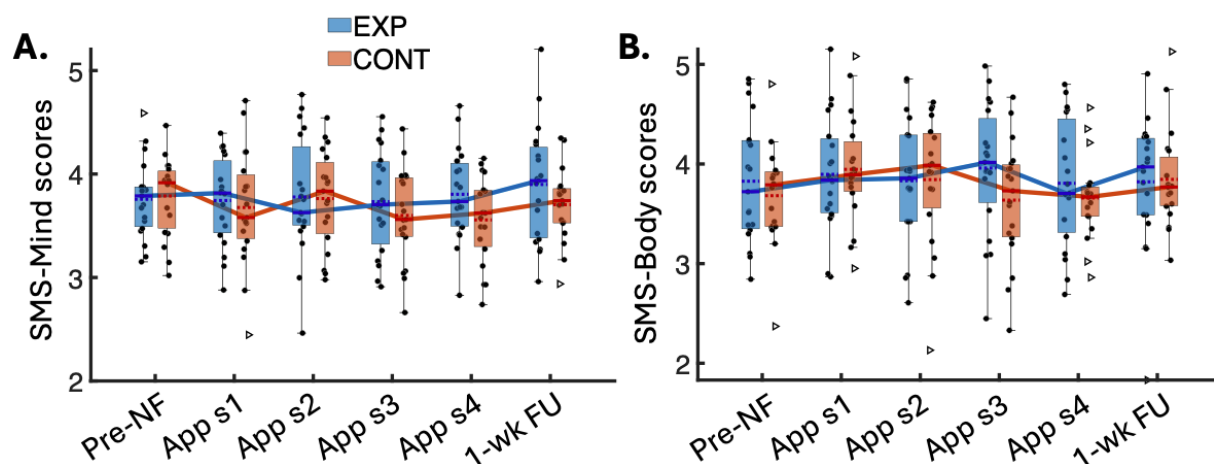 A.
EXP
CONT
SMS-Mind scores
5
4
3
2
Pre-NF
App s1
App s2
App s3
App s4
1-wk FU
B.
SMS-Body scores
5
4
3
2
Pre-NF
App s1
App s2
App s3
App s4
1-wk FU